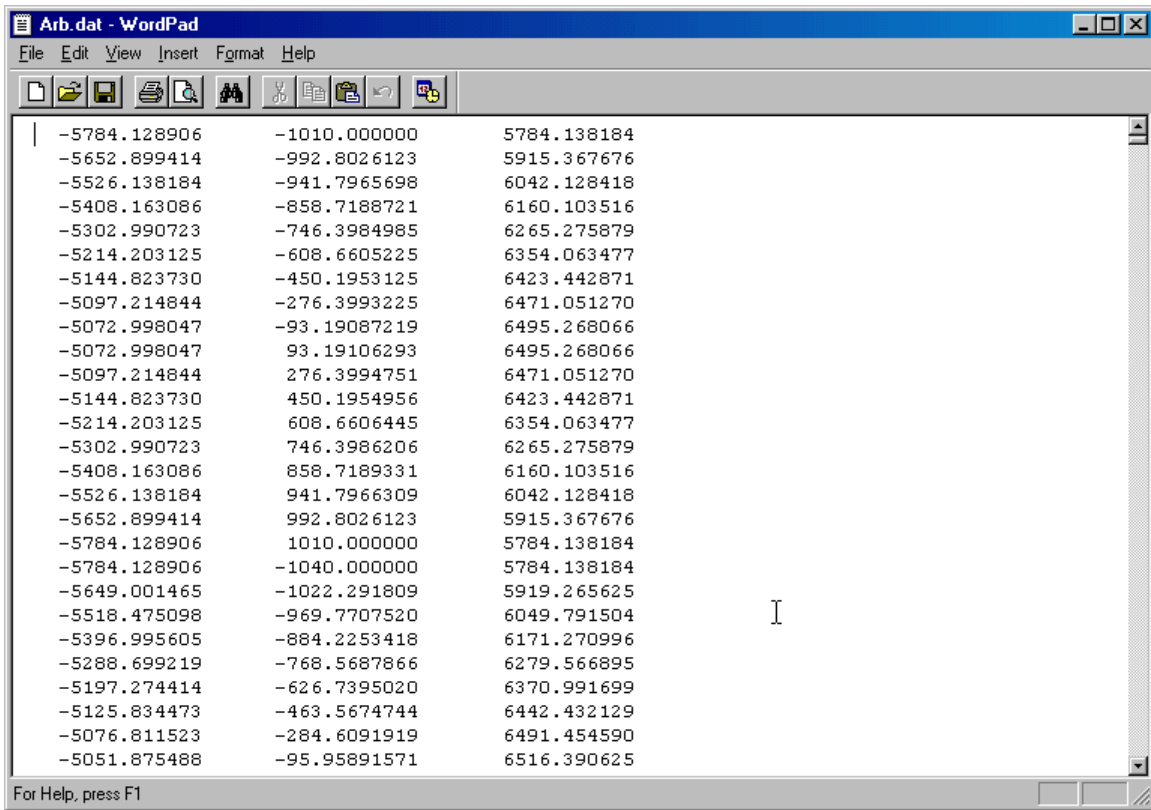 Arb.dat - WordPad
File Edit View Insert Format Help
-5784.128906 -1010.000000 5784.138184
-5652.899414 -992.8026123 5915.367676
-5526.138184 -941.7965698 6042.128418
-5408.163086 -858.7188721 6160.103516
-5302.990723 -746.3984985 6265.275879
-5214.203125 -608.6605225 6354.063477
-5144.823730 -450.1953125 6423.442871
-5097.214844 -276.3993225 6471.051270
-5072.998047 -93.19087219 6495.268066
-5072.998047 93.19106293 6495.268066
-5097.214844 276.3994751 6471.051270
-5144.823730 450.1954956 6423.442871
-5214.203125 608.6606445 6354.063477
-5302.990723 746.3986206 6265.275879
-5408.163086 858.7189331 6160.103516
-5526.138184 941.7966309 6042.128418
-5652.899414 992.8026123 5915.367676
-5784.128906 1010.000000 5784.138184
-5784.128906 -1040.000000 5784.138184
-5649.001465 -1022.291809 5919.265625
-5518.475098 -969.7707520 6049.791504
-5396.995605 -884.2253418 6171.270996
-5288.699219 -768.5687866 6279.566895
-5197.274414 -626.7395020 6370.991699
-5125.834473 -463.5674744 6442.432129
-5076.811523 -284.6091919 6491.454590
-5051.875488 -95.95891571 6516.390625
For Help, press F1